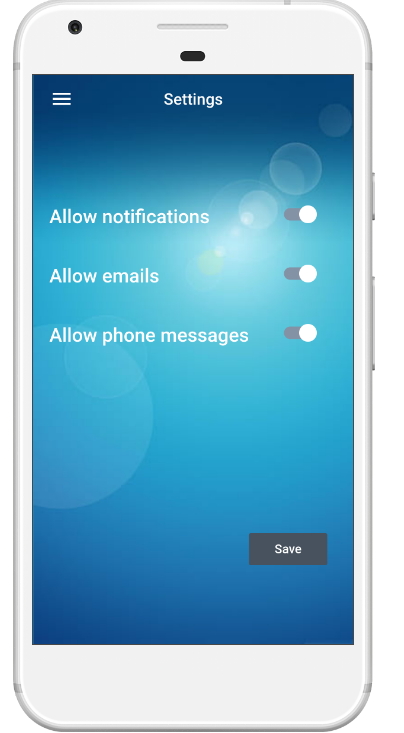 Settings
Allow notifications
Allow emails
Allow phone messages
Save